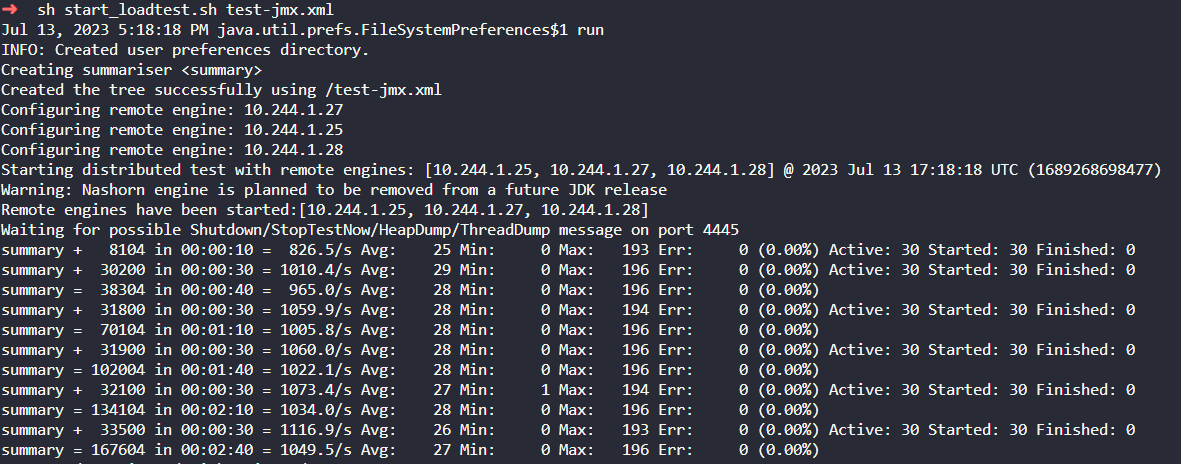 ➜ sh start_loadtest.sh test-jmx.xml
Jul 13, 2023 5:18:18 PM java.util.prefs.FileSystemPreferences$1 run
INFO: Created user preferences directory.
Creating summariser <summary>
Created the tree successfully using /test-jmx.xml
Configuring remote engine: 10.244.1.27
Configuring remote engine: 10.244.1.25
Configuring remote engine: 10.244.1.28
Starting distributed test with remote engines: [10.244.1.25, 10.244.1.27, 10.244.1.28] @ 2023 Jul 13 17:18:18 UTC (1689268698477)
Warning: Nashorn engine is planned to be removed from a future JDK release
Remote engines have been started:[10.244.1.25, 10.244.1.27, 10.244.1.28]
Waiting for possible Shutdown/StopTestNow/HeapDump/ThreadDump message on port 4445
summary +   8104 in 00:00:10 =  826.5/s Avg:    25 Min:     0 Max:   193 Err:     0 (0.00%) Active: 30 Started: 30 Finished: 0
summary +  30200 in 00:00:30 = 1010.4/s Avg:    29 Min:     0 Max:   196 Err:     0 (0.00%) Active: 30 Started: 30 Finished: 0
summary =  38304 in 00:00:40 =  965.0/s Avg:    28 Min:     0 Max:   196 Err:     0 (0.00%)
summary +  31800 in 00:00:30 = 1059.9/s Avg:    28 Min:     0 Max:   194 Err:     0 (0.00%) Active: 30 Started: 30 Finished: 0
summary =  70104 in 00:01:10 = 1005.8/s Avg:    28 Min:     0 Max:   196 Err:     0 (0.00%)
summary +  31900 in 00:00:30 = 1060.0/s Avg:    28 Min:     0 Max:   196 Err:     0 (0.00%) Active: 30 Started: 30 Finished: 0
summary = 102004 in 00:01:40 = 1022.1/s Avg:    28 Min:     0 Max:   196 Err:     0 (0.00%)
summary +  32100 in 00:00:30 = 1073.4/s Avg:    27 Min:     1 Max:   194 Err:     0 (0.00%) Active: 30 Started: 30 Finished: 0
summary = 134104 in 00:02:10 = 1034.0/s Avg:    28 Min:     0 Max:   196 Err:     0 (0.00%)
summary +  33500 in 00:00:30 = 1116.9/s Avg:    26 Min:     0 Max:   193 Err:     0 (0.00%) Active: 30 Started: 30 Finished: 0
summary = 167604 in 00:02:40 = 1049.5/s Avg:    27 Min:     0 Max:   196 Err:     0 (0.00%)